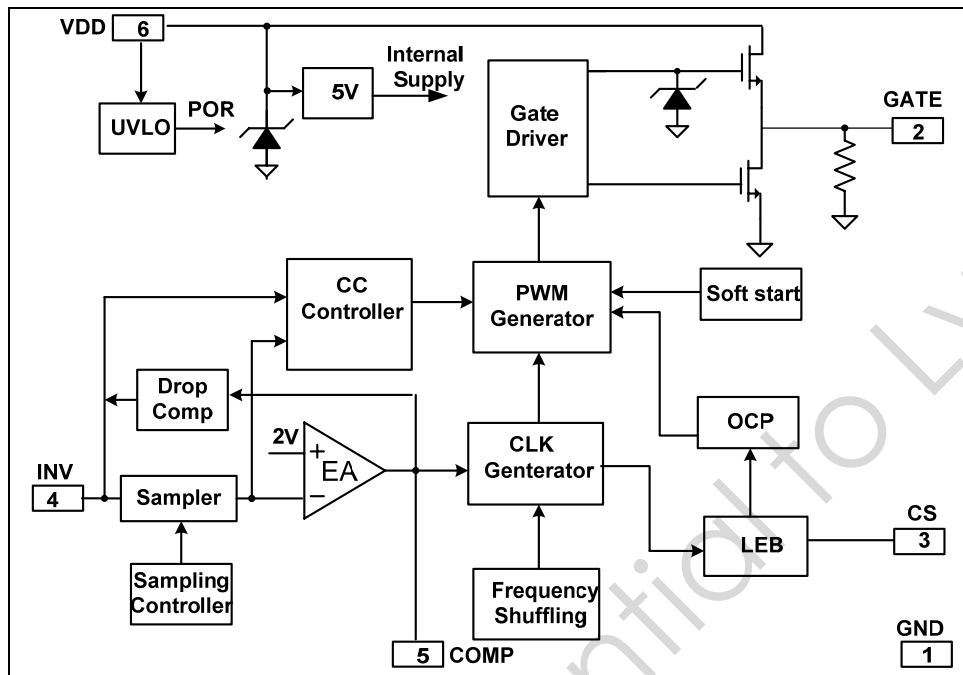 VDD
6
UVLO
POR
5V
Internal
Supply
Gate
Driver
GATE
2
CC
Controller
PWM
Generator
Soft start
Drop
Comp
2V
+
EA
−
CLK
Genterator
OCP
INV
4
Sampler
LEB
CS
3
Sampling
Controller
Frequency
Shuffling
5
COMP
GND
1